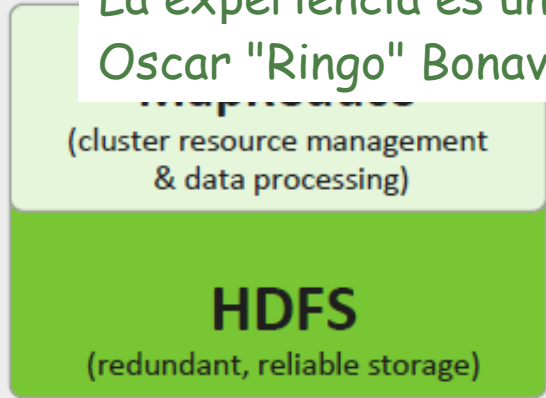 La experiencia es un
Oscar "Ringo" Bonav
(cluster resource management
& data processing)
HDFS
(redundant, reliable storage)